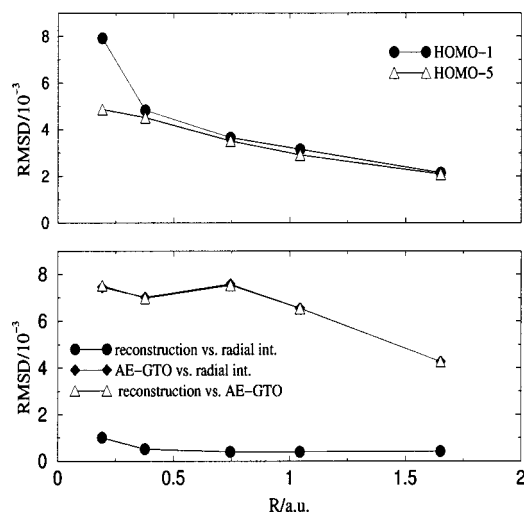 8
6
4
2
0
RMSD/10⁻³
HOMO−1
HOMO−5
8
6
4
2
0
RMSD/10⁻³
reconstruction vs. radial int.
AE−GTO vs. radial int.
reconstruction vs. AE−GTO
0 0.5 1 1.5 2
R/a.u.